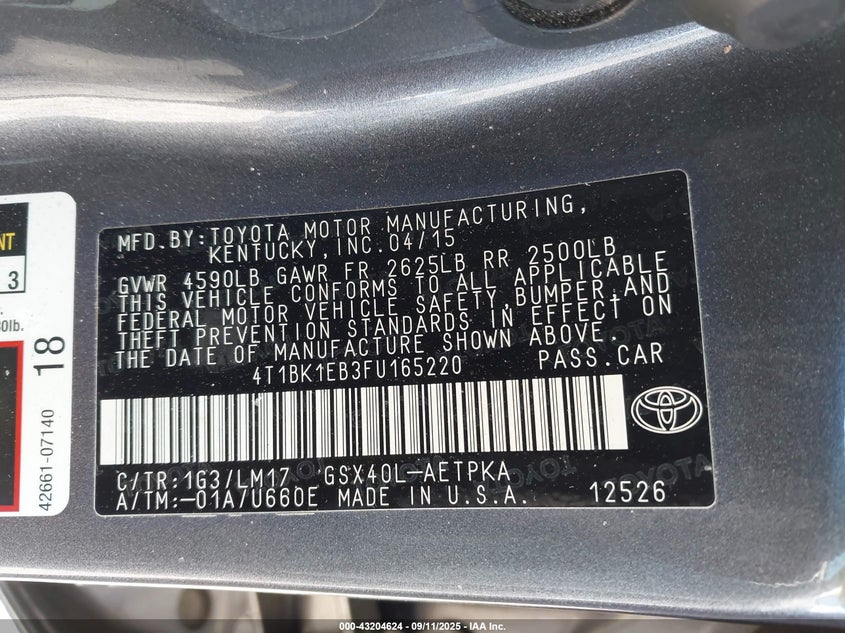 MFD.BY: TOYOTA MOTOR MANUFACTURING,
KENTUCKY, INC. 04/15
GVWR 4590LB GAWR FR 2625LB RR 2500LB
THIS VEHICLE CONFORMS TO ALL APPLICABLE
FEDERAL MOTOR VEHICLE SAFETY, BUMPER, AND
THEFT PREVENTION STANDARDS IN EFFECT ON
THE DATE OF MANUFACTURE SHOWN ABOVE.
4T1BK1EB3FU165220 PASS.CAR
C/TR:1G3/LM17 GSX40L-AETPKA
A/TM:-01A/U660E MADE IN U.S.A. 12526
3
18
42661-07140
000-43204624 - 09/11/2025 - IAA Inc.